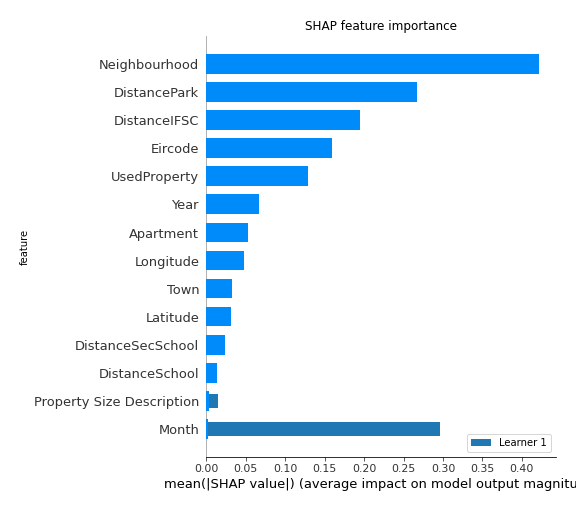 SHAP feature importance
feature
Neighbourhood
DistancePark
DistanceIFSC
Eircode
UsedProperty
Year
Apartment
Longitude
Town
Latitude
DistanceSecSchool
DistanceSchool
Property Size Description
Month
Learner 1
0.00 0.05 0.10 0.15 0.20 0.25 0.30 0.35 0.40
mean(|SHAP value|) (average impact on model output magnitu